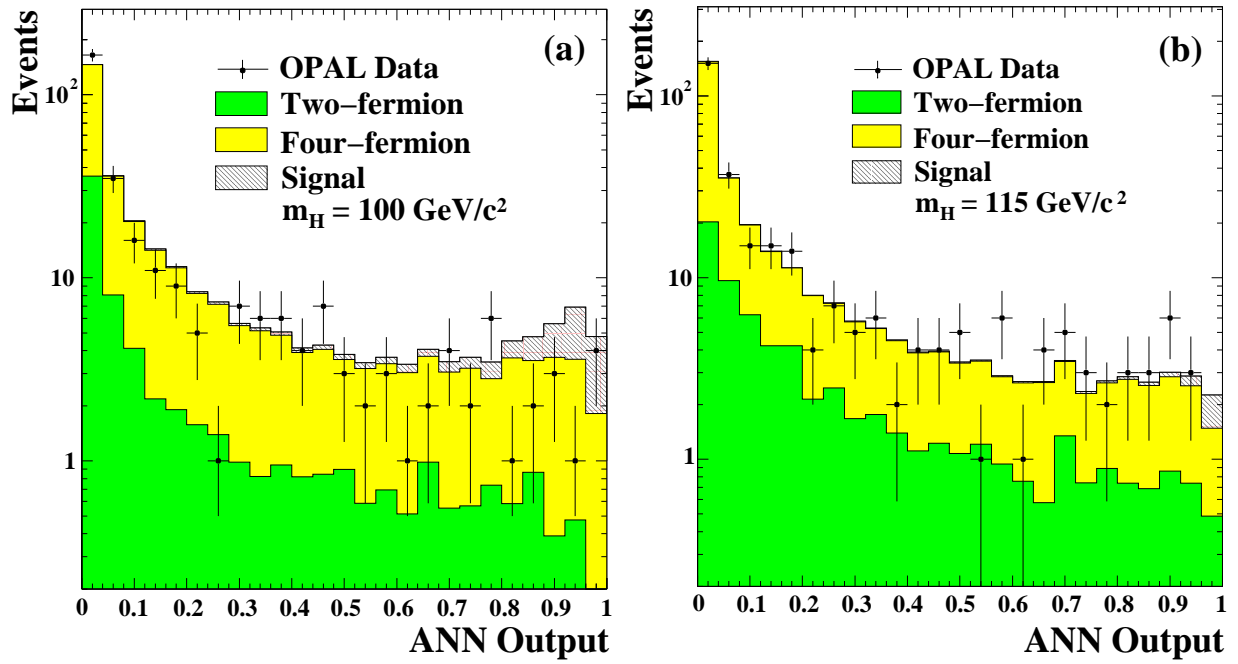 Events
(a)
OPAL Data
Two−fermion
Four−fermion
Signal
m_H = 100 GeV/c²
10²
10
1
0 0.1 0.2 0.3 0.4 0.5 0.6 0.7 0.8 0.9 1
ANN Output
Events
(b)
OPAL Data
Two−fermion
Four−fermion
Signal
m_H = 115 GeV/c²
10²
10
1
0 0.1 0.2 0.3 0.4 0.5 0.6 0.7 0.8 0.9 1
ANN Output